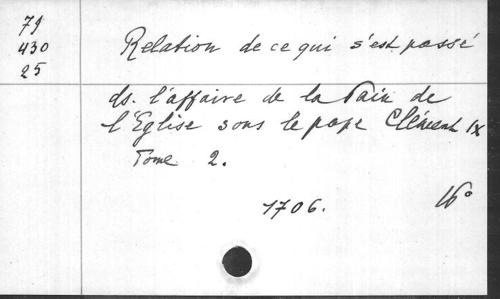 79
430
25
Relation de ce qui s'est passé
ds. l'affaire de la Paix de
l'Eglise sous le pape Clément IX
Tome 2.
1706.
16°